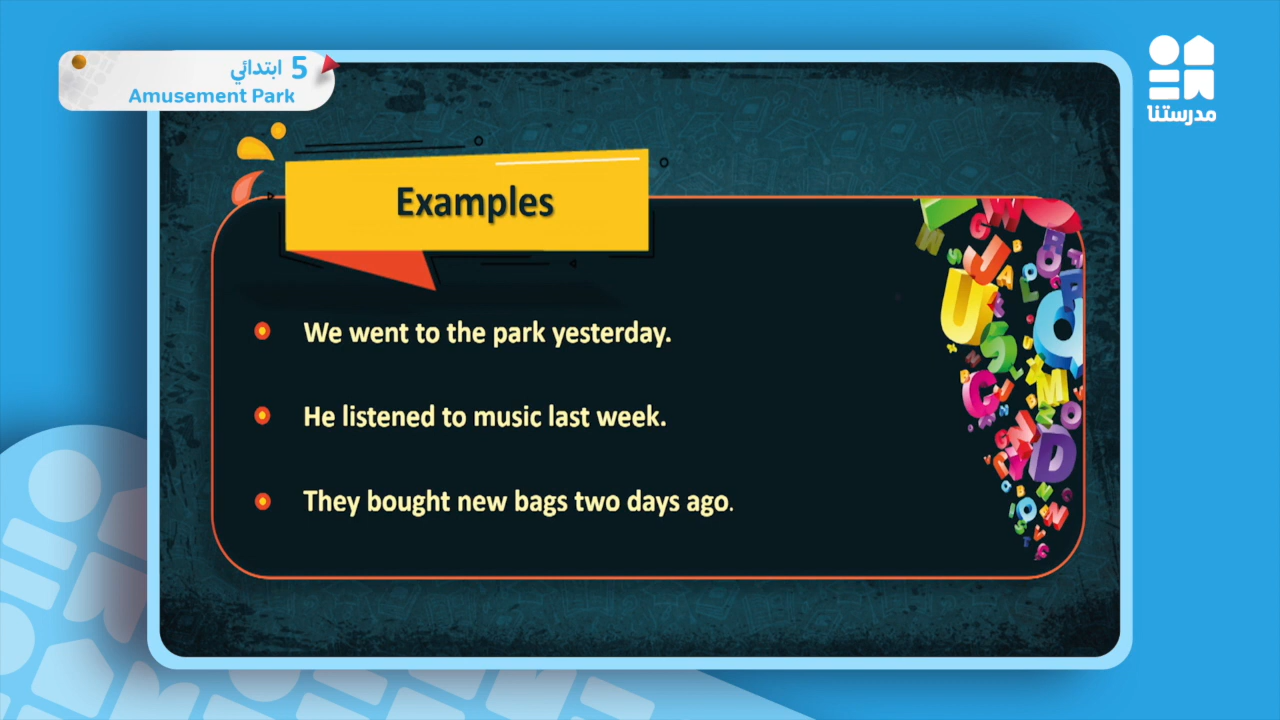 5 ابتدائي
Amusement Park
مدرستنا
Examples
We went to the park yesterday.
He listened to music last week.
They bought new bags two days ago.